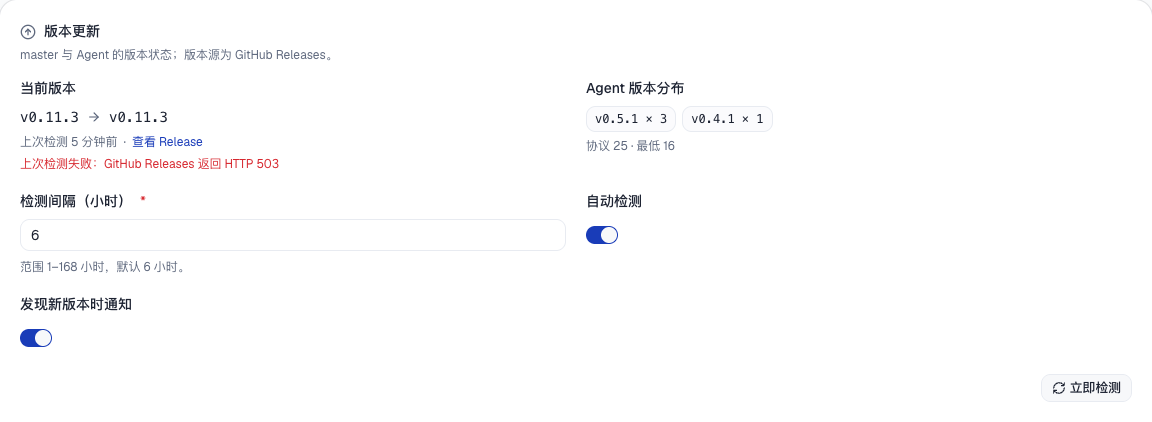 版本更新
master 与 Agent 的版本状态；版本源为 GitHub Releases。
当前版本
v0.11.3 → v0.11.3
上次检测 5 分钟前 · 查看 Release
上次检测失败：GitHub Releases 返回 HTTP 503
Agent 版本分布
v0.5.1 × 3 v0.4.1 × 1
协议 25 · 最低 16
检测间隔（小时） *
6
范围 1–168 小时，默认 6 小时。
自动检测
发现新版本时通知
立即检测